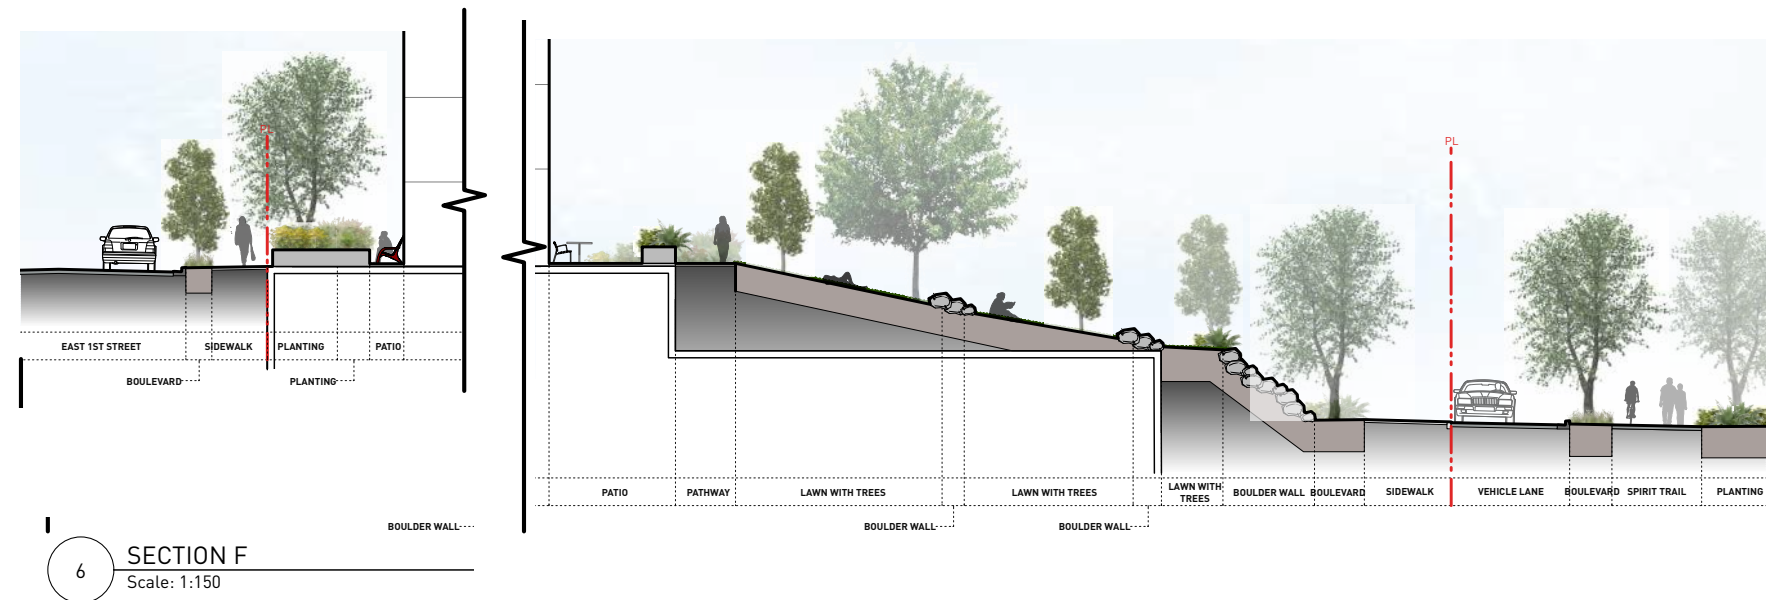 PL
PL
EAST 1ST STREET
SIDEWALK
PLANTING
PATIO
BOULEVARD
PLANTING
PATIO
PATHWAY
LAWN WITH TREES
LAWN WITH TREES
LAWN WITH
TREES
BOULDER WALL
BOULEVARD
SIDEWALK
VEHICLE LANE
BOULEVARD
SPIRIT TRAIL
PLANTING
BOULDER WALL
BOULDER WALL
BOULDER WALL
6
SECTION F
Scale: 1:150